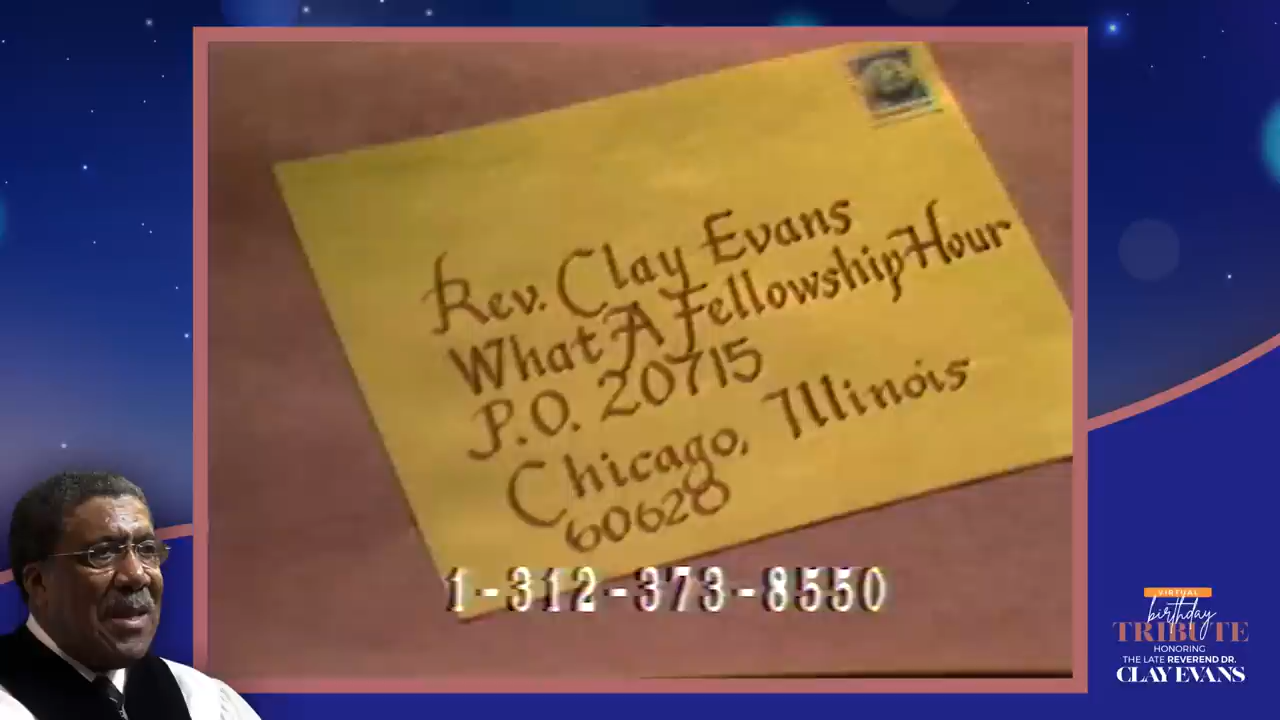 Rev. Clay Evans
What A Fellowship Hour
P.O. 20715
Chicago, Illinois
60628
1-312-373-8550
VIRTUAL
birthday
TRIBUTE
HONORING
THE LATE REVEREND DR.
CLAY EVANS